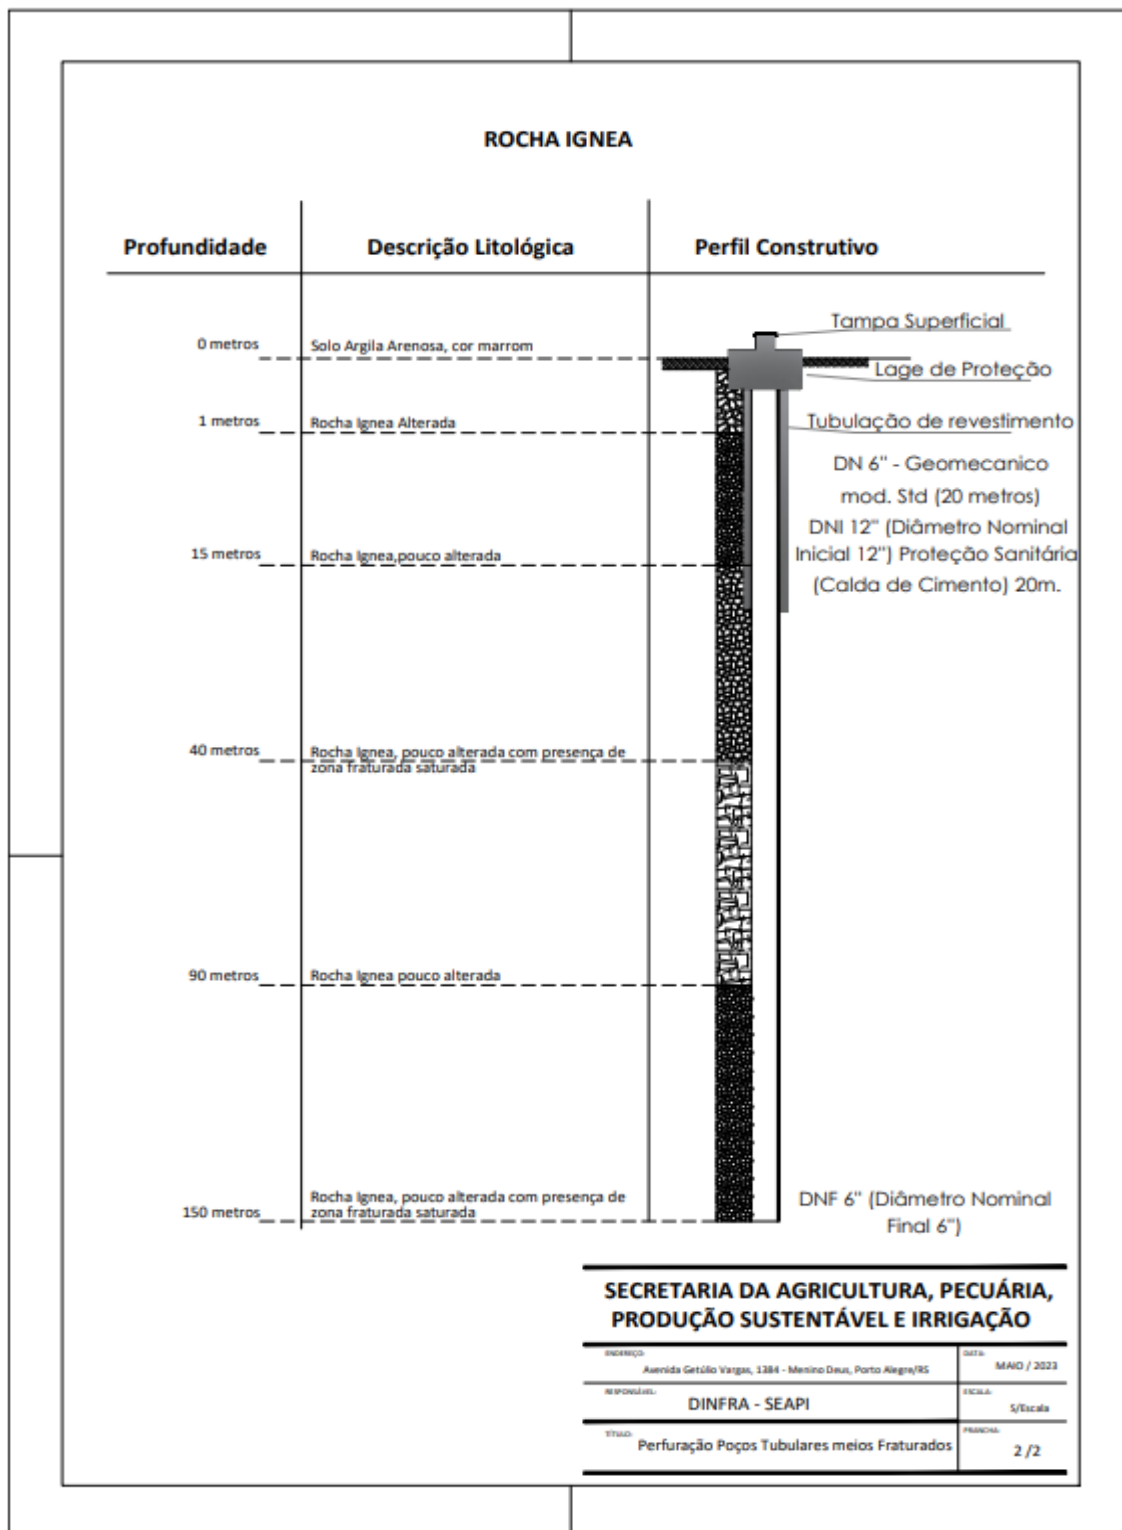 ROCHA IGNEA
Profundidade
Descrição Litológica
Perfil Construtivo
Tampa Superficial
0 metros
Solo Argila Arenosa, cor marrom
Lage de Proteção
1 metros
Rocha Ignea Alterada
Tubulação de revestimento
DN 6" - Geomecanico
mod. Std (20 metros)
DNI 12" (Diâmetro Nominal
Inicial 12") Proteção Sanitária
(Calda de Cimento) 20m.
15 metros
Rocha Ignea,pouco alterada
40 metros
Rocha Ignea, pouco alterada com presença de
zona fraturada saturada
90 metros
Rocha Ignea pouco alterada
150 metros
Rocha Ignea, pouco alterada com presença de
zona fraturada saturada
DNF 6" (Diâmetro Nominal
Final 6")
SECRETARIA DA AGRICULTURA, PECUÁRIA,
PRODUÇÃO SUSTENTÁVEL E IRRIGAÇÃO
ENDEREÇO:
Avenida Getúlio Vargas, 1384 - Menino Deus, Porto Alegre/RS
DATA:
MAIO / 2023
RESPONSÁVEL:
DINFRA - SEAPI
ESCALA:
S/Escala
TÍTULO:
Perfuração Poços Tubulares meios Fraturados
PRANCHA:
2 /2